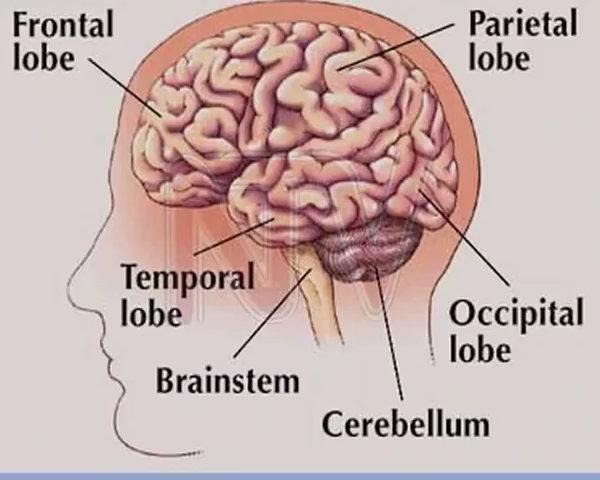 Frontal
lobe
Parietal
lobe
Temporal
lobe
Occipital
lobe
Brainstem
Cerebellum